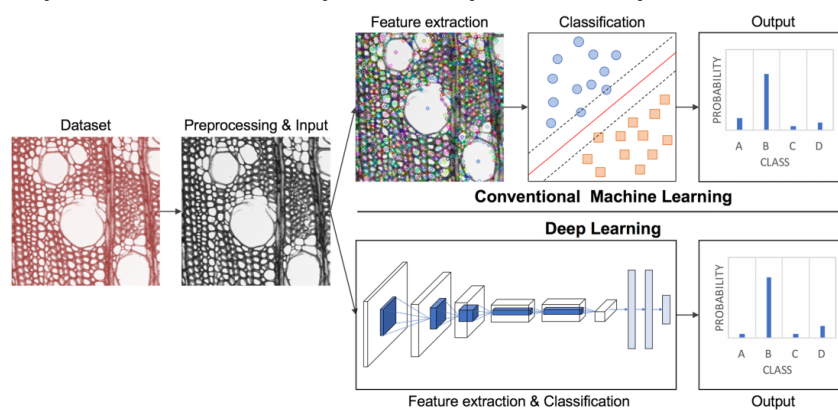 Feature extraction
Classification
Output
Dataset
Preprocessing & Input
PROBABILITY
A B C D
CLASS
Conventional Machine Learning
Deep Learning
PROBABILITY
A B C D
CLASS
Feature extraction & Classification
Output